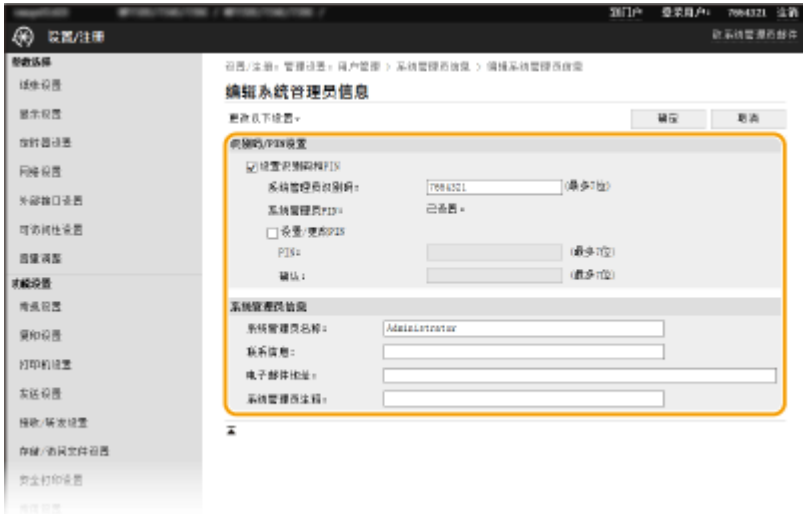 到门户 登录用户: 7654321 注销
设置/注册
致系统管理员邮件
参数选择
纸张设置
显示设置
定时器设置
网络设置
外部接口设置
可访问性设置
音量调整
功能设置
常规设置
复印设置
打印机设置
发送设置
接收/转发设置
存储/访问文件设置
安全打印设置
设置/注册: 管理设置: 用户管理 > 系统管理员信息 > 编辑系统管理员信息
编辑系统管理员信息
更改以下设置。
确定 取消
识别码/PIN设置
设置识别码和PIN
系统管理员识别码: 7654321 (最多7位)
系统管理员PIN: 已设置。
设置/更改PIN
PIN: (最多7位)
确认: (最多7位)
系统管理员信息
系统管理员名称: Administrator
联系信息:
电子邮件地址:
系统管理员注释: